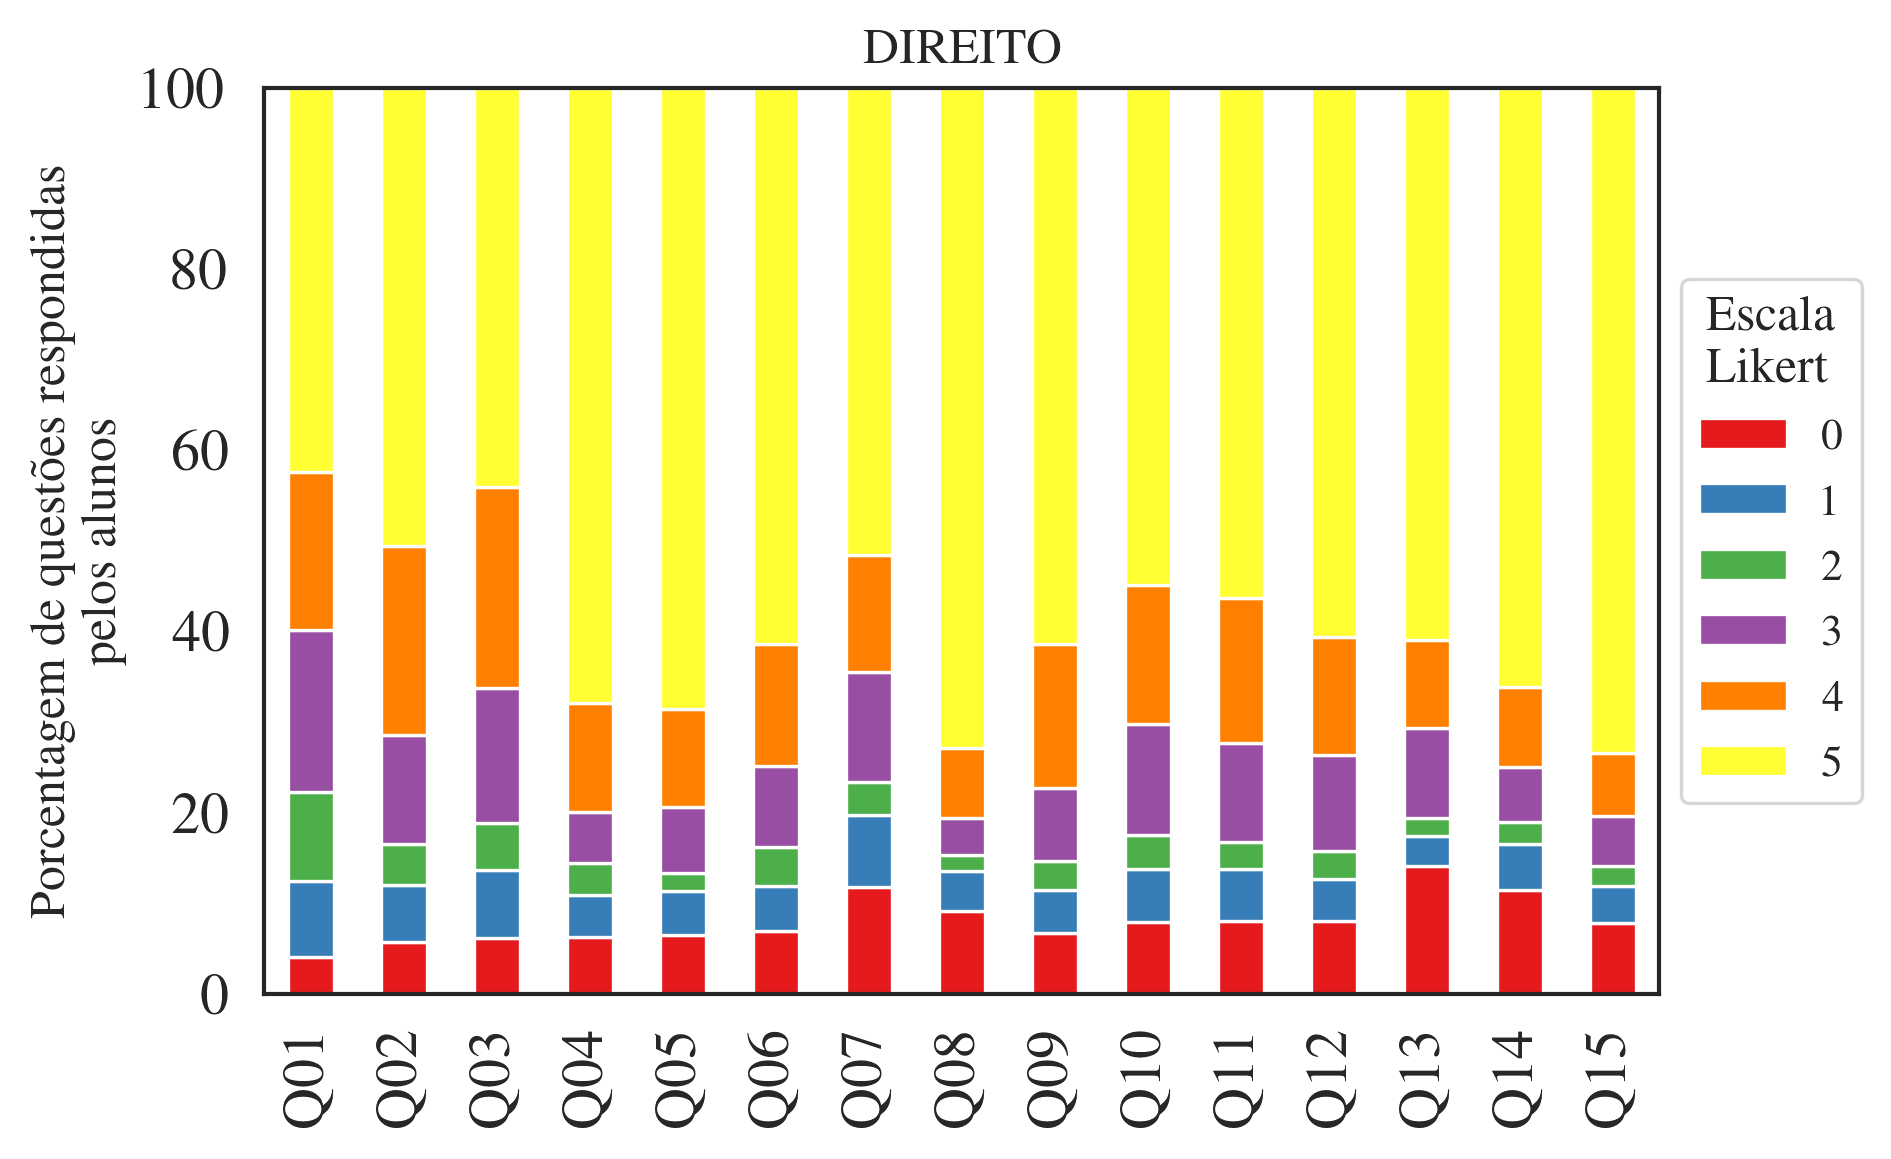 DIREITO
Porcentagem de questões respondidas
pelos alunos
100
80
60
40
20
0
Q01
Q02
Q03
Q04
Q05
Q06
Q07
Q08
Q09
Q10
Q11
Q12
Q13
Q14
Q15
Escala
Likert
0
1
2
3
4
5